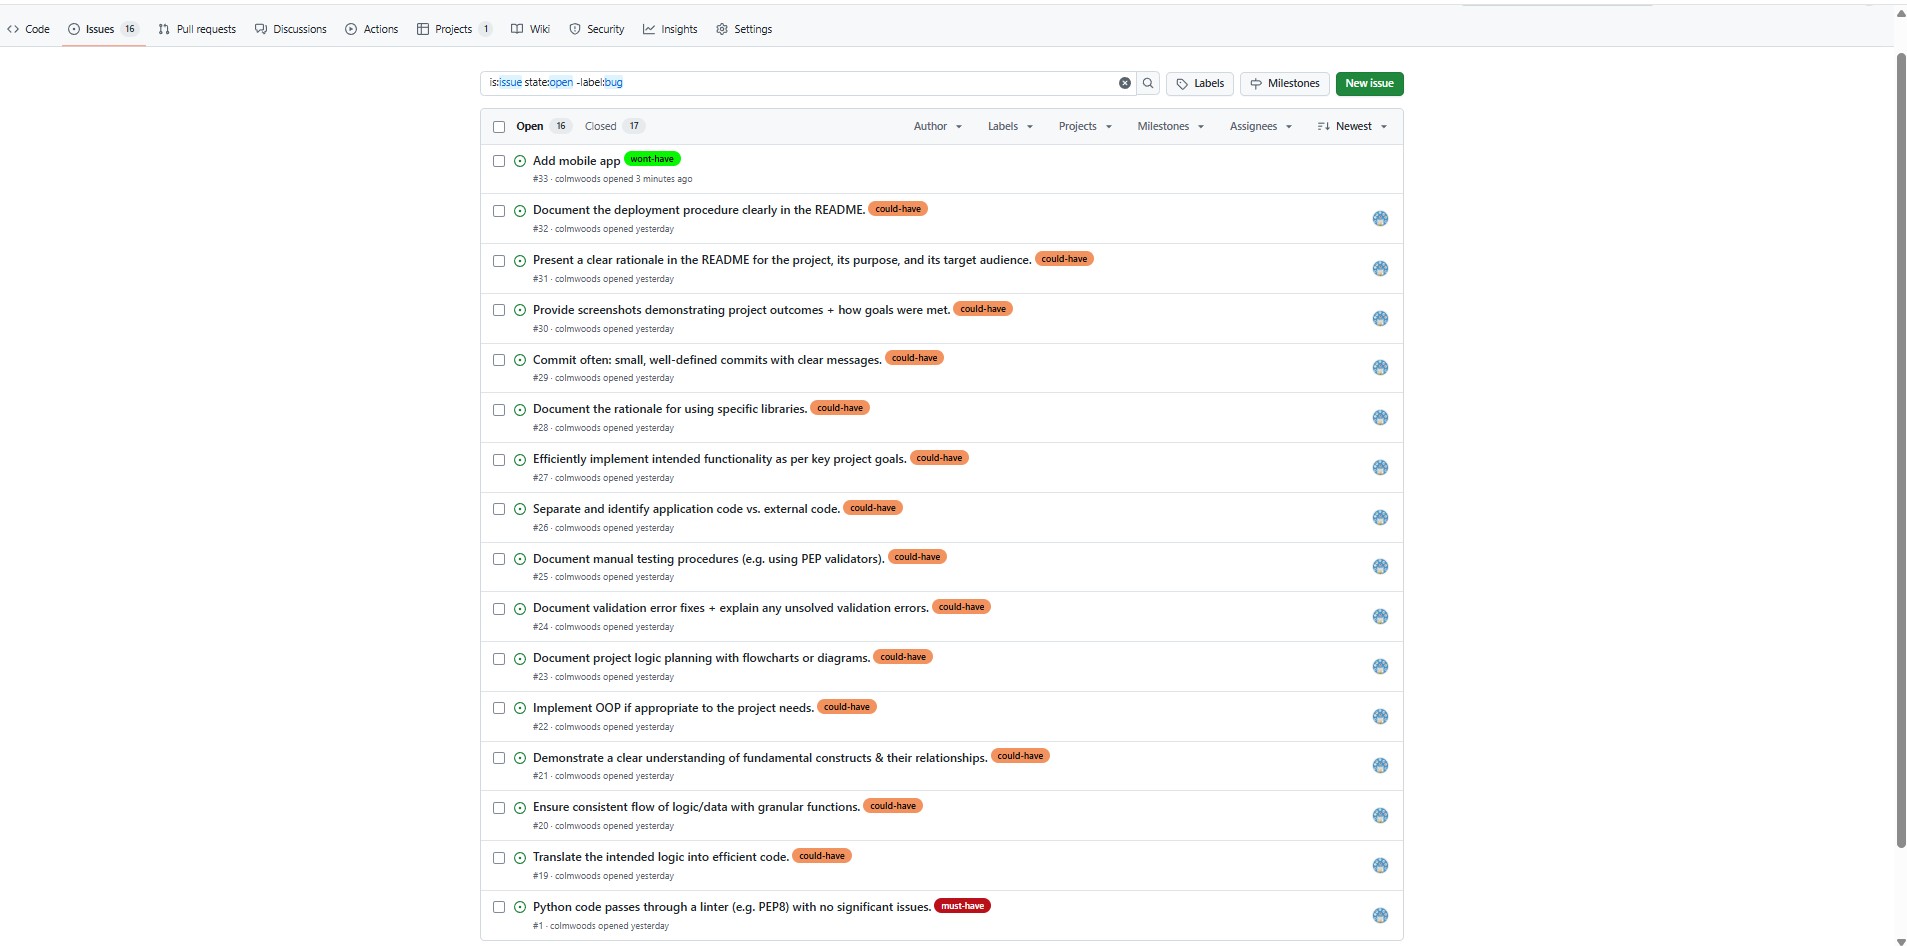 Code Issues 16 Pull requests Discussions Actions Projects 1 Wiki Security Insights Settings
is:issue state:open -label:bug Labels Milestones New issue
Open 16 Closed 17 Author Labels Projects Milestones Assignees Newest
Add mobile app wont-have
#33 · colmwoods opened 3 minutes ago
Document the deployment procedure clearly in the README. could-have
#32 · colmwoods opened yesterday
Present a clear rationale in the README for the project, its purpose, and its target audience. could-have
#31 · colmwoods opened yesterday
Provide screenshots demonstrating project outcomes + how goals were met. could-have
#30 · colmwoods opened yesterday
Commit often: small, well-defined commits with clear messages. could-have
#29 · colmwoods opened yesterday
Document the rationale for using specific libraries. could-have
#28 · colmwoods opened yesterday
Efficiently implement intended functionality as per key project goals. could-have
#27 · colmwoods opened yesterday
Separate and identify application code vs. external code. could-have
#26 · colmwoods opened yesterday
Document manual testing procedures (e.g. using PEP validators). could-have
#25 · colmwoods opened yesterday
Document validation error fixes + explain any unsolved validation errors. could-have
#24 · colmwoods opened yesterday
Document project logic planning with flowcharts or diagrams. could-have
#23 · colmwoods opened yesterday
Implement OOP if appropriate to the project needs. could-have
#22 · colmwoods opened yesterday
Demonstrate a clear understanding of fundamental constructs & their relationships. could-have
#21 · colmwoods opened yesterday
Ensure consistent flow of logic/data with granular functions. could-have
#20 · colmwoods opened yesterday
Translate the intended logic into efficient code. could-have
#19 · colmwoods opened yesterday
Python code passes through a linter (e.g. PEP8) with no significant issues. must-have
#1 · colmwoods opened yesterday